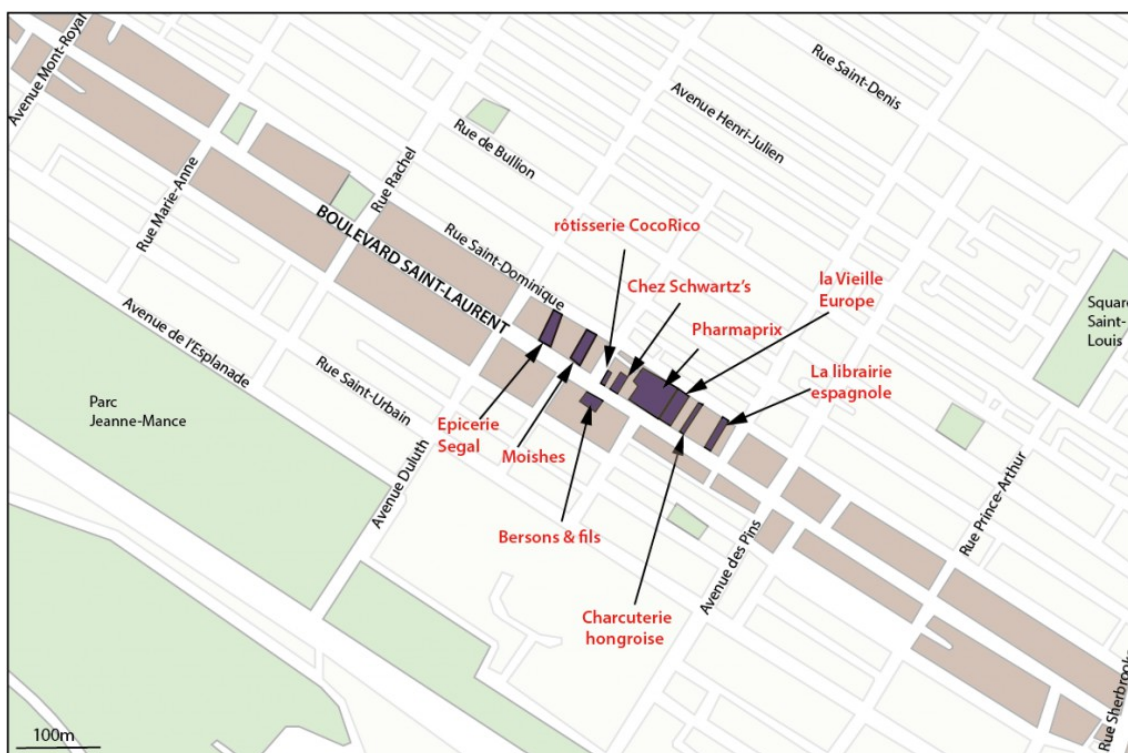 Avenue Mont-Royal
Rue Marie-Anne
Rue Rachel
Rue de Bullion
Avenue Henri-Julien
Rue Saint-Denis
BOULEVARD SAINT-LAURENT
Rue Saint-Dominique
rôtisserie CocoRico
Chez Schwartz's
la Vieille
Europe
Pharmaprix
La librairie
espagnole
Square
Saint-
Louis
Avenue de l'Esplanade
Rue Saint-Urbain
Parc
Jeanne-Mance
Epicerie
Segal
Moishes
Avenue Duluth
Bersons & fils
Charcuterie
hongroise
Avenue des Pins
Rue Prince-Arthur
Rue Sherbrooke
100m